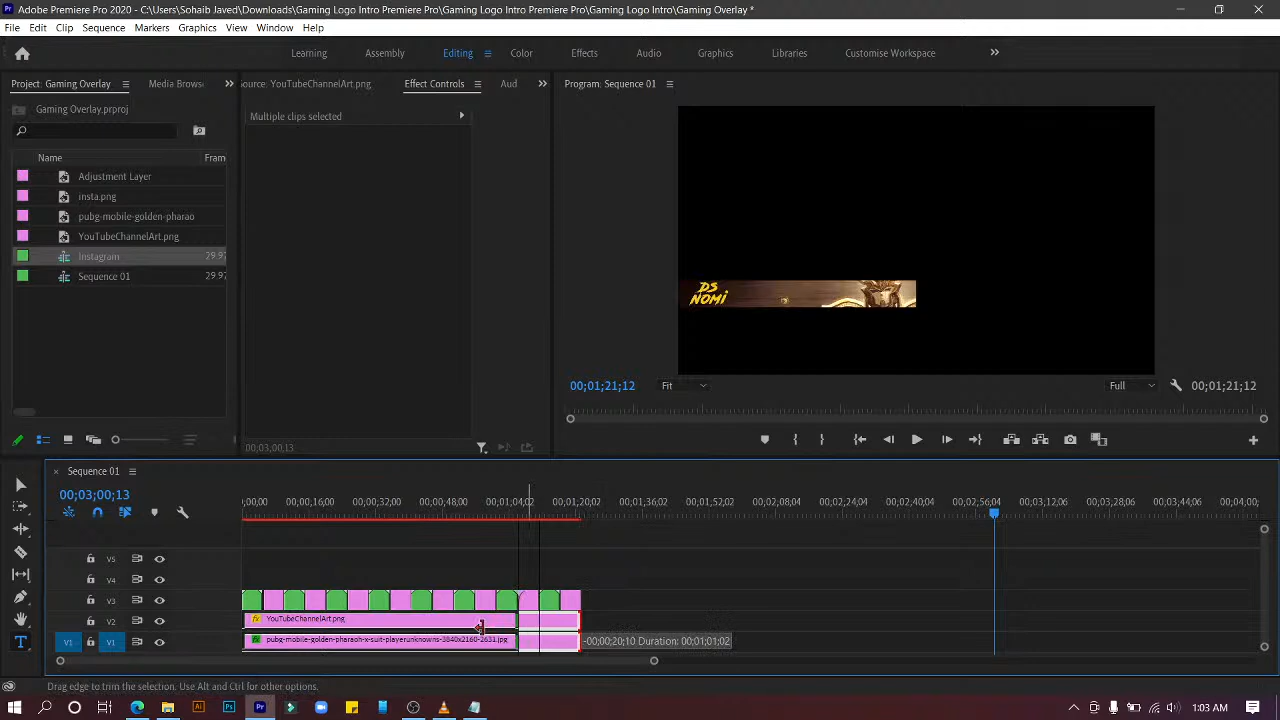 Adobe Premiere Pro 2020 - C:\Users\Sohaib Javed\Downloads\Gaming Logo Intro Premiere Pro\Gaming Logo Intro Premiere Pro\Gaming Logo Intro\Gaming Overlay *
File Edit Clip Sequence Markers Graphics View Window Help
Learning Assembly Editing Color Effects Graphics Audio Libraries Customise Workspace
Project: Gaming Overlay Media Brows Source: YouTubeChannelArt.png Effect Controls Aud Program: Sequence 01
Gaming Overlay.prproj
Multiple clips selected
Name Fram
Adjustment Layer
insta.png
pubg-mobile-golden-pharao
YouTubeChannelArt.png
Instagram 29.97
Sequence 01 29.97
DS
NOMI
00;01;21;12 Fit Full 00;01;21;12
00;03;00;13
Sequence 01
00;03;00;13
;00;00 00;00;16;00 00;00;32;00 00;00;48;00 00;01;04;02 00;01;20;02 00;01;36;02 00;01;52;02 00;02;08;04 00;02;24;04 00;02;40;04 00;02;56;04 00;03;12;06 00;03;28;06 00;03;44;06 00;04;00;
V5
V4
V3
V2 YouTubeChannelArt.png
V1 V1 pubg-mobile-golden-pharaoh-x-suit-playerunknowns-3840x2160-2631.jpg -00;00;20;10 Duration: 00;01;01;02
Drag edge to trim the selection. Use Alt and Ctrl for other options.
1:03 AM